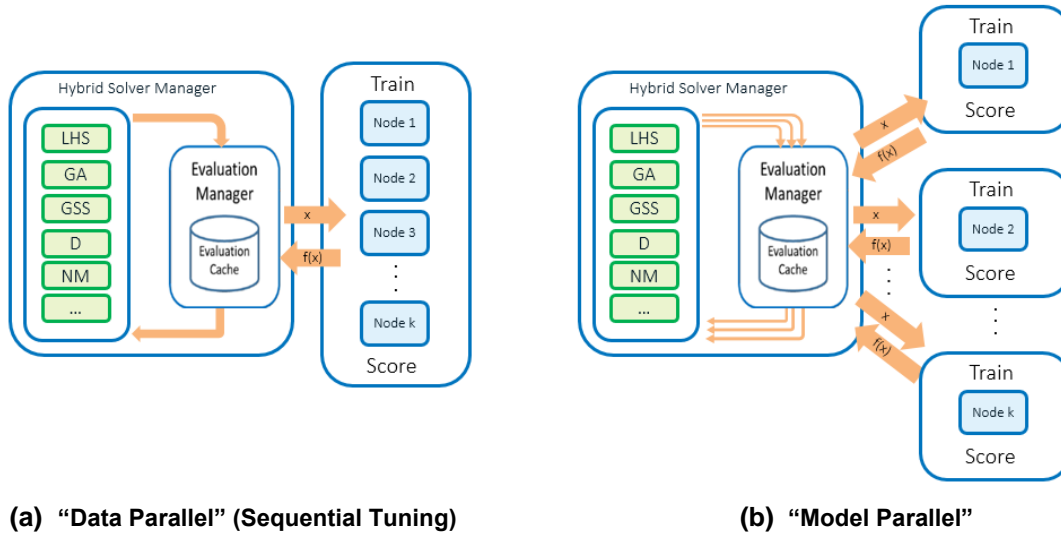 Hybrid Solver Manager
LHS
GA
GSS
D
NM
...
Evaluation
Manager
Evaluation
Cache
x
f(x)
Train
Node 1
Node 2
Node 3
Node k
Score
(a) “Data Parallel” (Sequential Tuning)
Hybrid Solver Manager
LHS
GA
GSS
D
NM
...
Evaluation
Manager
Evaluation
Cache
x
f(x)
x
f(x)
x
f(x)
Train
Node 1
Score
Train
Node 2
Score
Train
Node k
Score
(b) “Model Parallel”